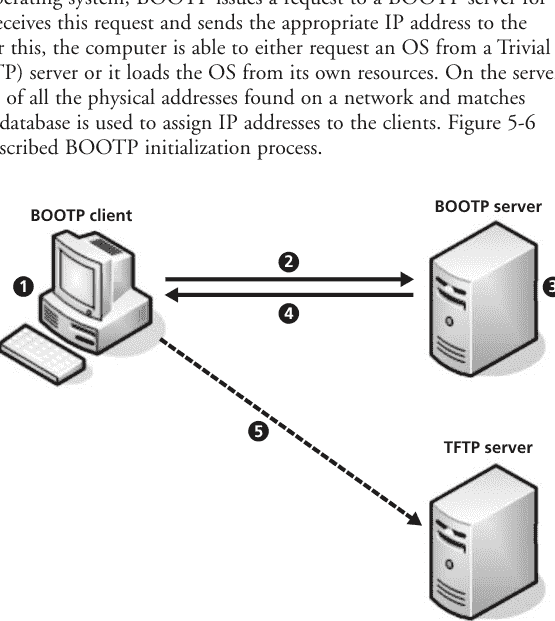 perating system, BOOTP issues a request to a BOOTP server for
eceives this request and sends the appropriate IP address to the
r this, the computer is able to either request an OS from a Trivial
TP) server or it loads the OS from its own resources. On the serve
of all the physical addresses found on a network and matches
database is used to assign IP addresses to the clients. Figure 5-6
scribed BOOTP initialization process.
BOOTP client
BOOTP server
1
2
3
4
5
TFTP server